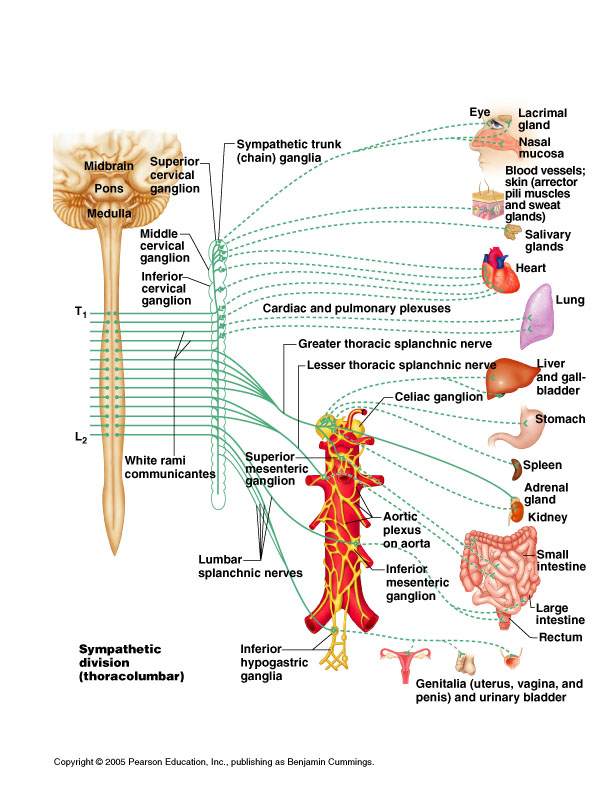 Eye
Lacrimal
gland
Nasal
mucosa
Sympathetic trunk
(chain) ganglia
Superior
cervical
ganglion
Midbrain
Pons
Medulla
Blood vessels;
skin (arrector
pili muscles
and sweat
glands)
Salivary
glands
Middle
cervical
ganglion
Inferior
cervical
ganglion
Heart
T1
Cardiac and pulmonary plexuses
Lung
Greater thoracic splanchnic nerve
Lesser thoracic splanchnic nerve
Liver
and gall-
bladder
Celiac ganglion
Stomach
L2
White rami
communicantes
Superior
mesenteric
ganglion
Spleen
Adrenal
gland
Kidney
Aortic
plexus
on aorta
Lumbar
splanchnic nerves
Inferior
mesenteric
ganglion
Small
intestine
Large
intestine
Rectum
Sympathetic
division
(thoracolumbar)
Inferior
hypogastric
ganglia
Genitalia (uterus, vagina, and
penis) and urinary bladder
Copyright © 2005 Pearson Education, Inc., publishing as Benjamin Cummings.